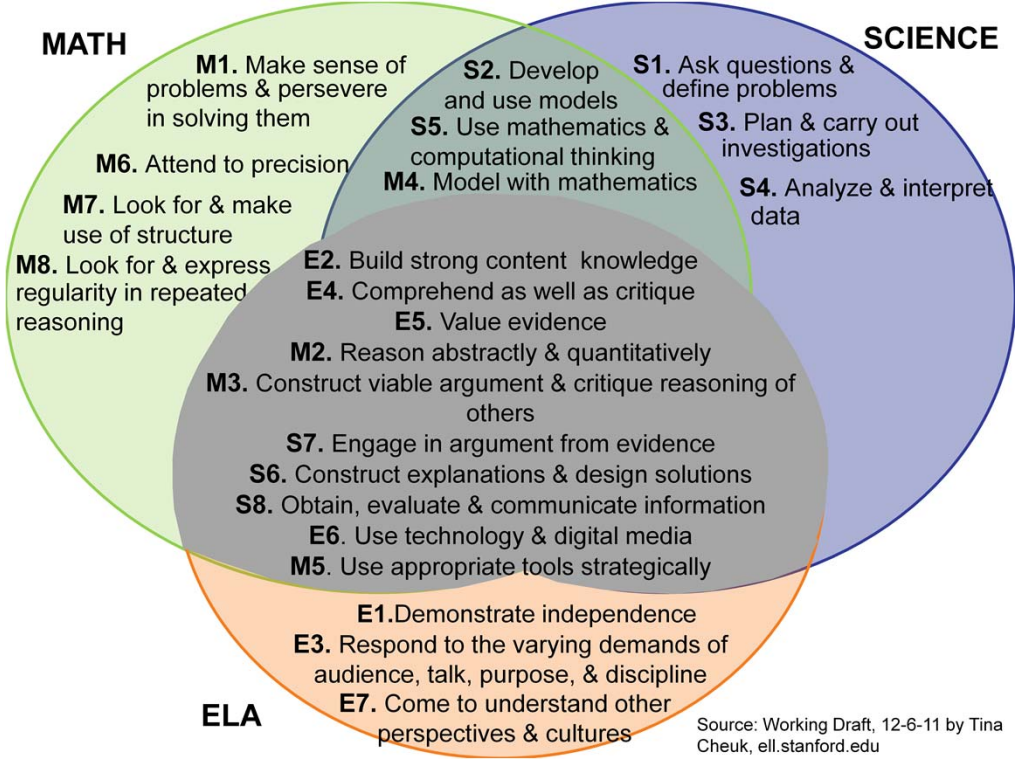 MATH
SCIENCE
M1. Make sense of
problems & persevere
in solving them
M6. Attend to precision
M7. Look for & make
use of structure
M8. Look for & express
regularity in repeated
reasoning
S2. Develop
and use models
S5. Use mathematics &
computational thinking
M4. Model with mathematics
S1. Ask questions &
define problems
S3. Plan & carry out
investigations
S4. Analyze & interpret
data
E2. Build strong content knowledge
E4. Comprehend as well as critique
E5. Value evidence
M2. Reason abstractly & quantitatively
M3. Construct viable argument & critique reasoning of
others
S7. Engage in argument from evidence
S6. Construct explanations & design solutions
S8. Obtain, evaluate & communicate information
E6. Use technology & digital media
M5. Use appropriate tools strategically
E1.Demonstrate independence
E3. Respond to the varying demands of
audience, talk, purpose, & discipline
E7. Come to understand other
perspectives & cultures
ELA
Source: Working Draft, 12-6-11 by Tina
Cheuk, ell.stanford.edu